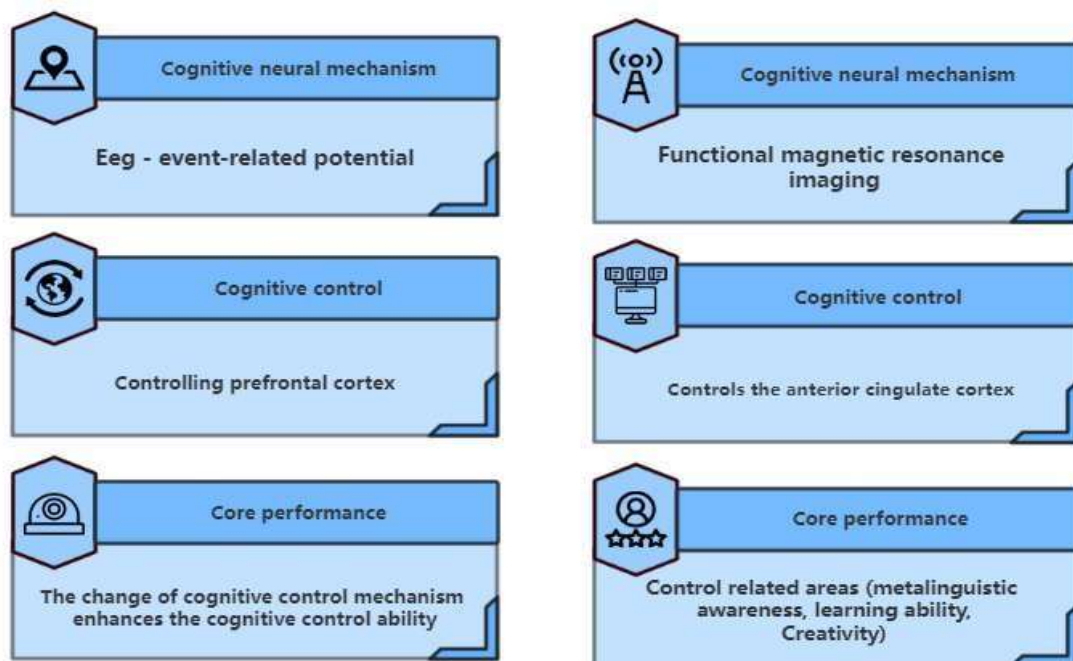 Cognitive neural mechanism
Eeg - event-related potential
Cognitive neural mechanism
Functional magnetic resonance
imaging
Cognitive control
Controlling prefrontal cortex
Cognitive control
Controls the anterior cingulate cortex
Core performance
The change of cognitive control mechanism
enhances the cognitive control ability
Core performance
Control related areas (metalinguistic
awareness, learning ability,
Creativity)